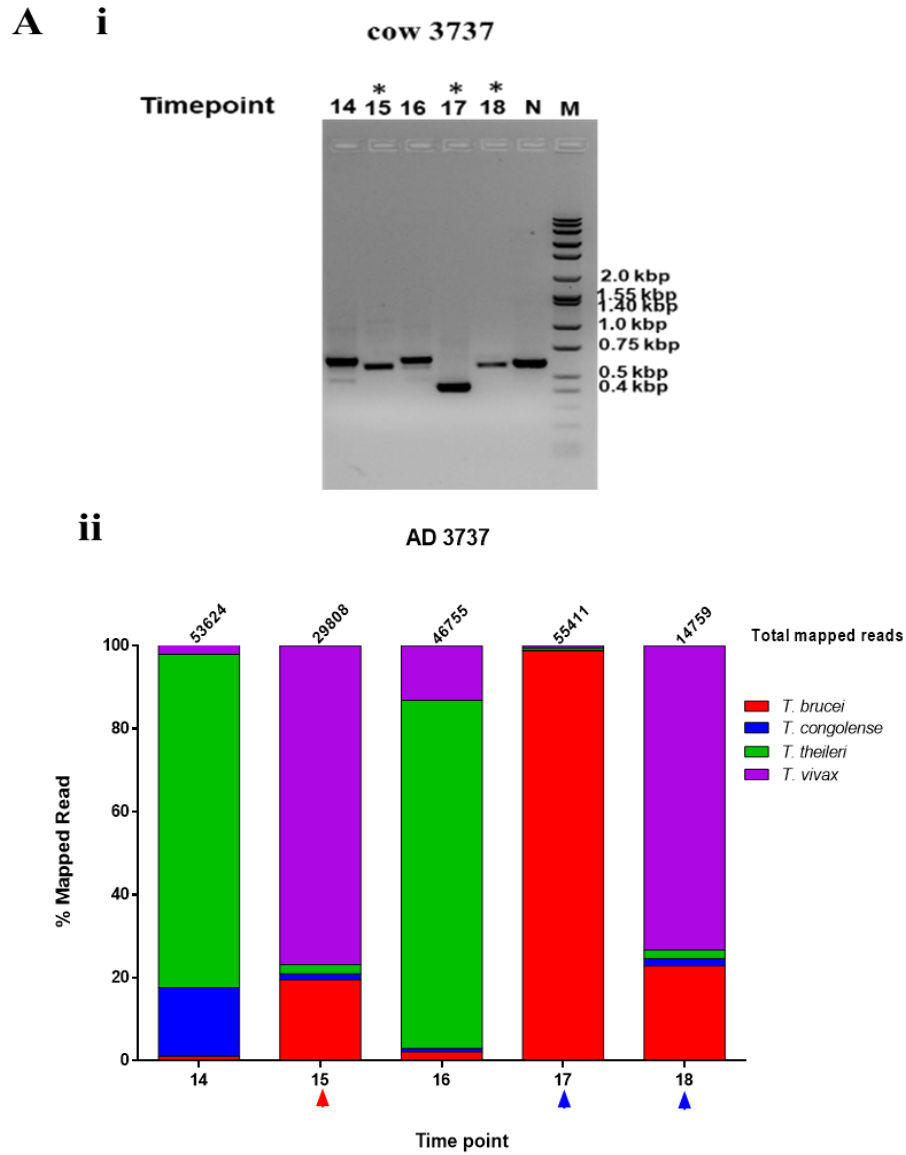 A i
cow 3737
* * *
Timepoint 14 15 16 17 18 N M
2.0 kbp
1.55 kbp
1.40 kbp
1.0 kbp
0.75 kbp
0.5 kbp
0.4 kbp
ii
AD 3737
53624 29808 46755 55411 14759 Total mapped reads
100
80
60
40
20
0
% Mapped Read
T. brucei
T. congolense
T. theileri
T. vivax
14 15 16 17 18
Time point